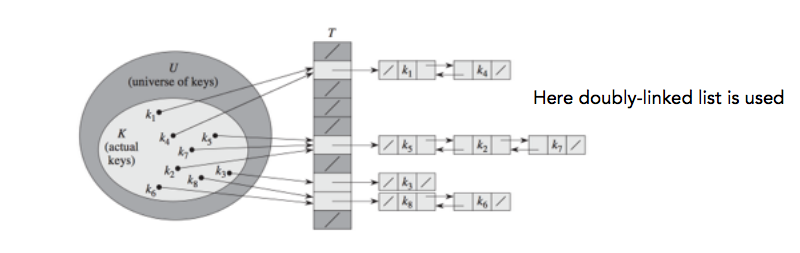 T
U
(universe of keys)
k1
k4
k5
k7
k2
k8
k3
k6
K
(actual
keys)
k1 k4
k5 k2 k7
k3
k8 k6
Here doubly-linked list is used